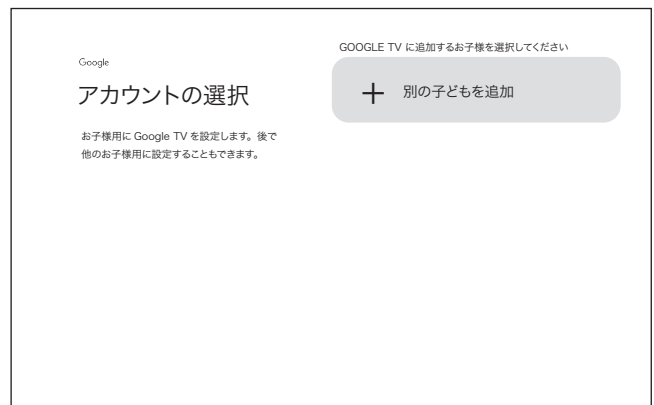 Google
アカウントの選択
お子様用に Google TV を設定します。後で
他のお子様用に設定することもできます。
GOOGLE TV に追加するお子様を選択してください
＋ 別の子どもを追加